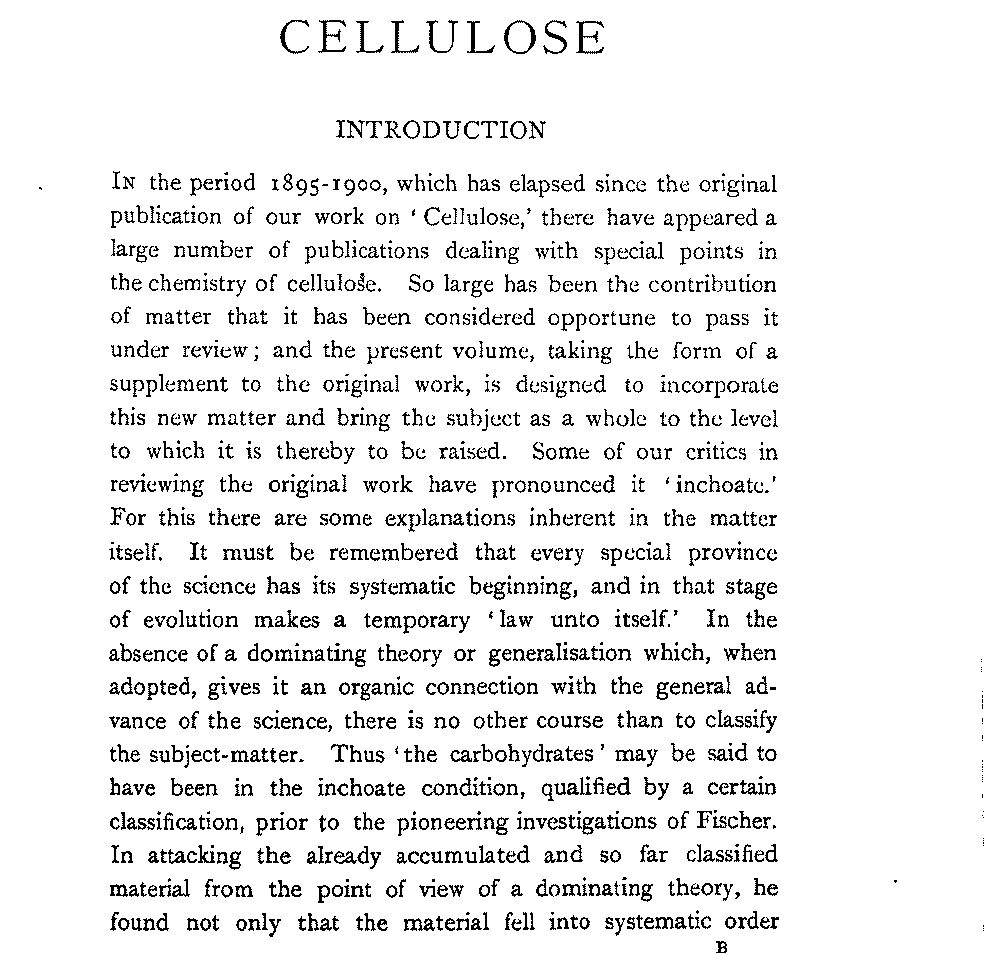 CELLULOSE
INTRODUCTION
IN the period 1895-1900, which has elapsed since the original
publication of our work on ‘Cellulose,’ there have appeared a
large number of publications dealing with special points in
the chemistry of cellulose. So large has been the contribution
of matter that it has been considered opportune to pass it
under review; and the present volume, taking the form of a
supplement to the original work, is designed to incorporate
this new matter and bring the subject as a whole to the level
to which it is thereby to be raised. Some of our critics in
reviewing the original work have pronounced it ‘inchoate.’
For this there are some explanations inherent in the matter
itself. It must be remembered that every special province
of the science has its systematic beginning, and in that stage
of evolution makes a temporary ‘law unto itself.’ In the
absence of a dominating theory or generalisation which, when
adopted, gives it an organic connection with the general ad-
vance of the science, there is no other course than to classify
the subject-matter. Thus ‘the carbohydrates’ may be said to
have been in the inchoate condition, qualified by a certain
classification, prior to the pioneering investigations of Fischer.
In attacking the already accumulated and so far classified
material from the point of view of a dominating theory, he
found not only that the material fell into systematic order
B